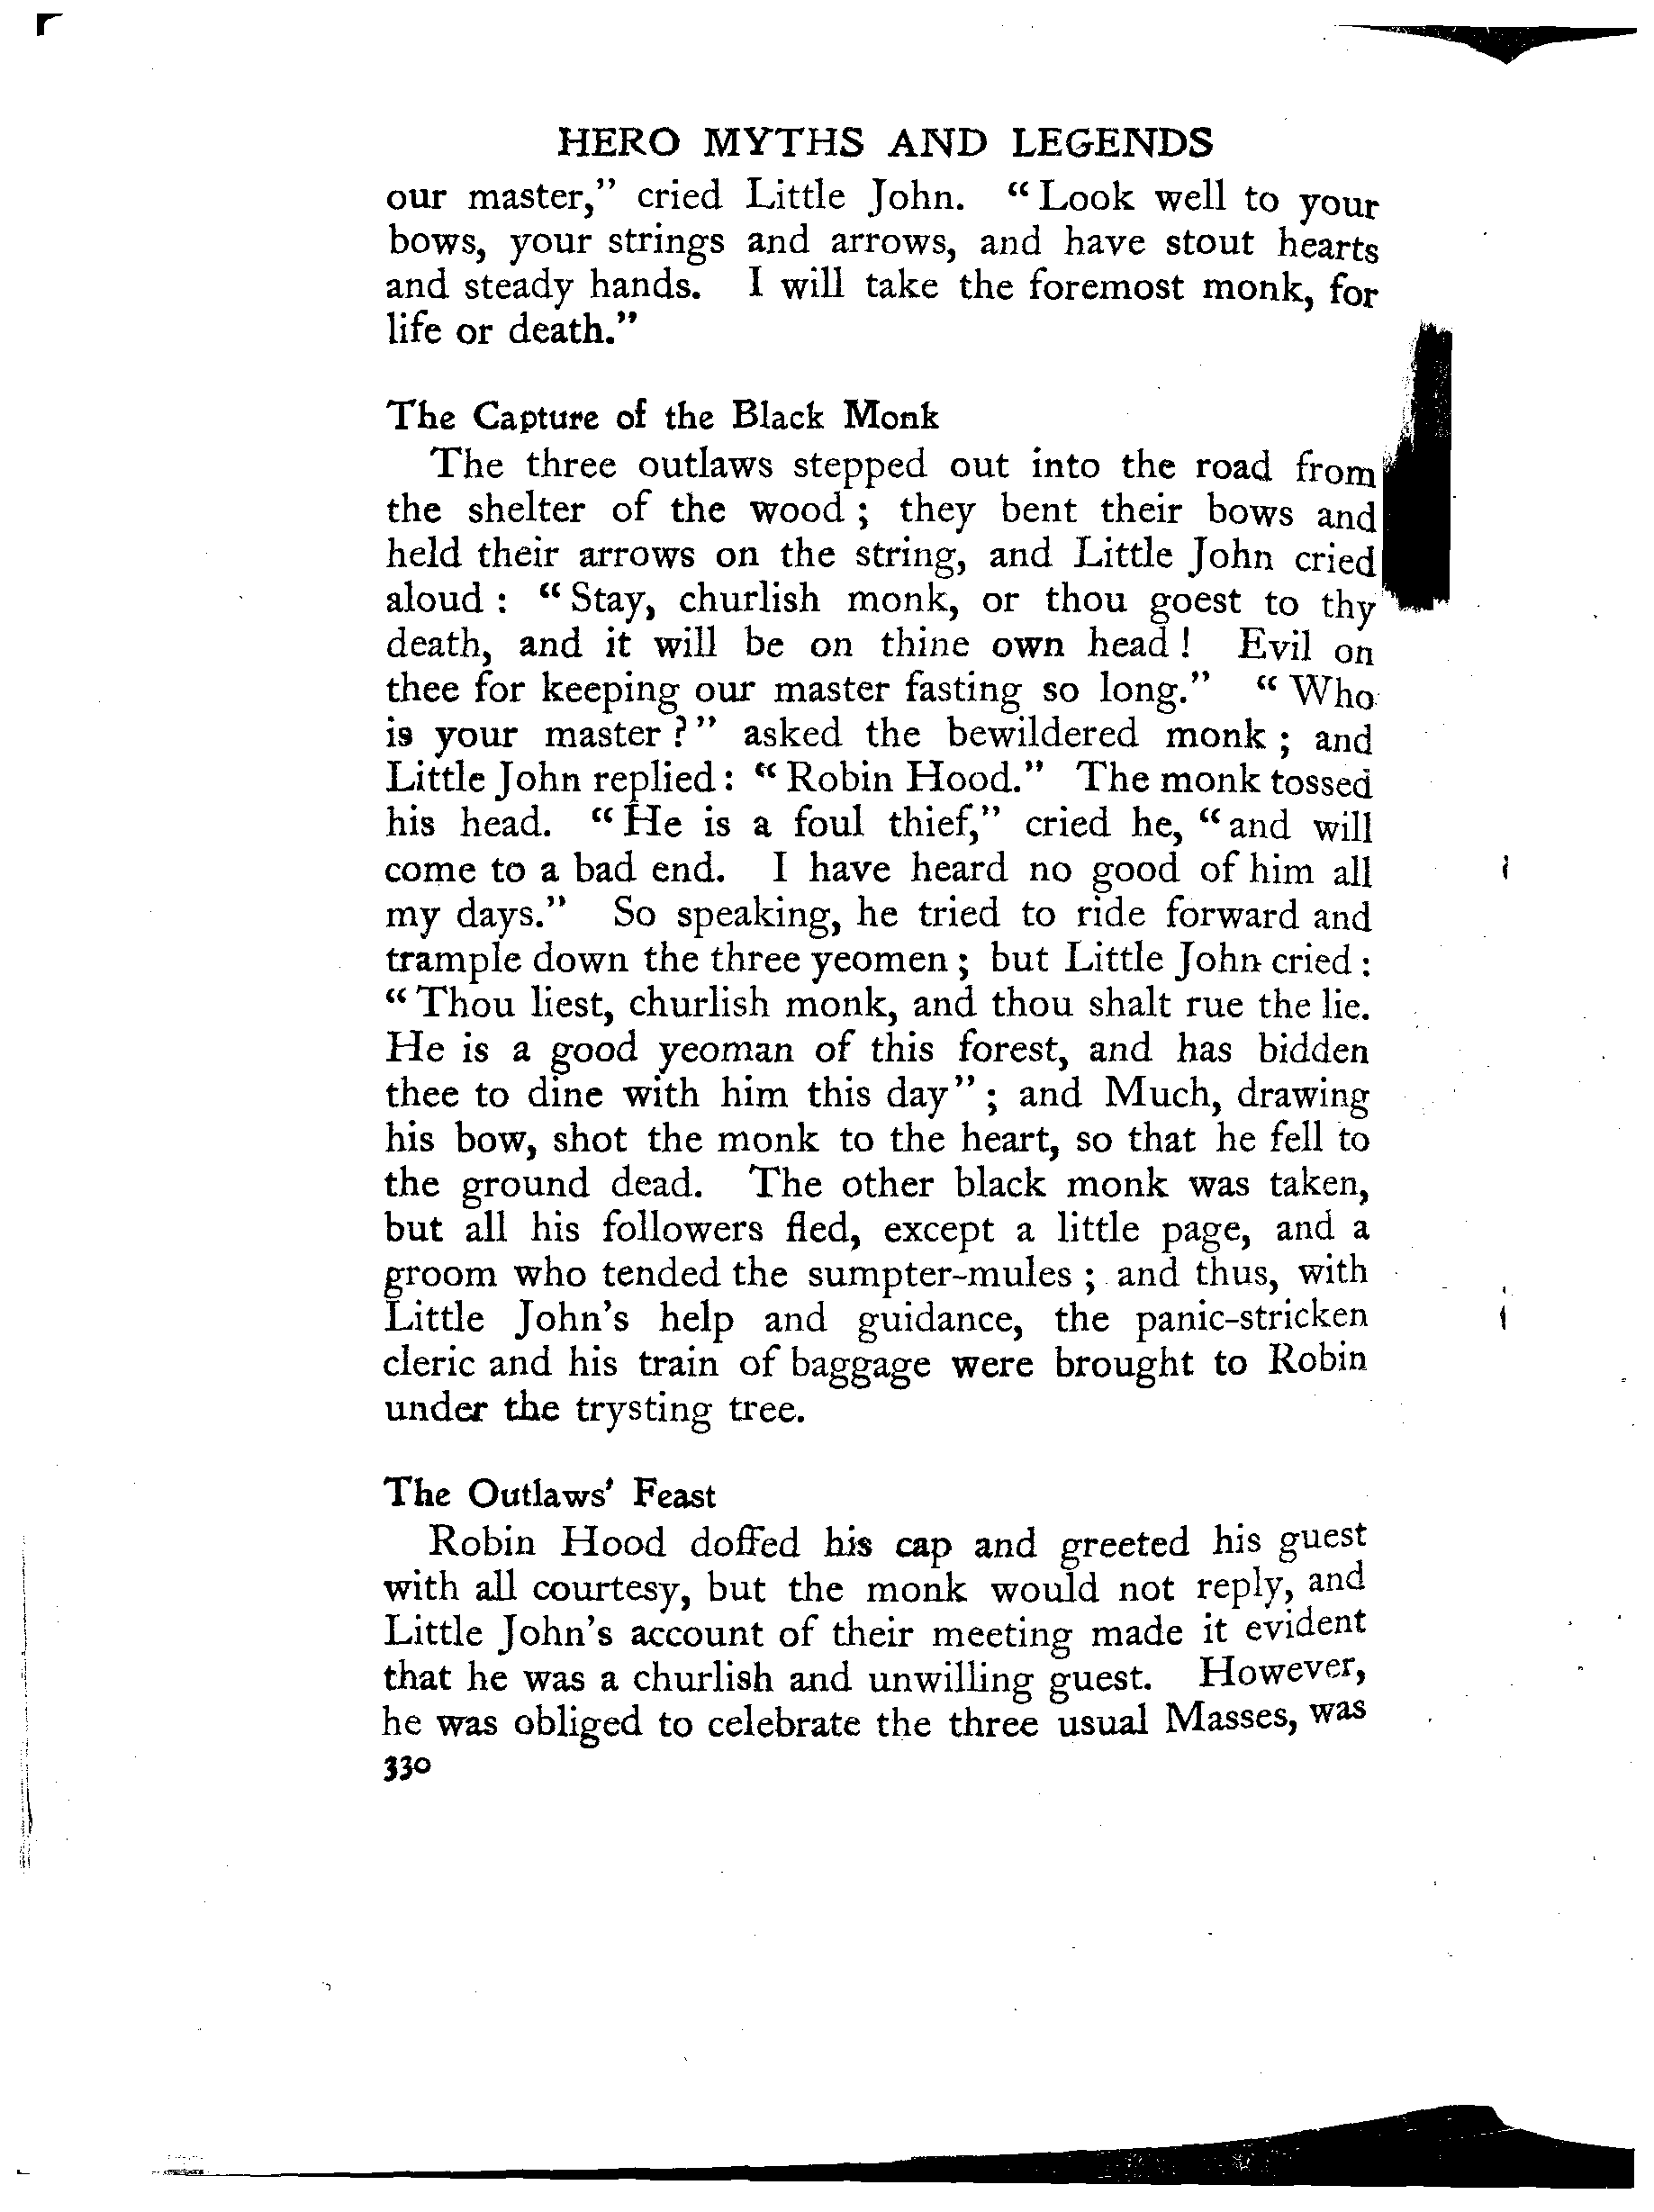 HERO MYTHS AND LEGENDS
our master,” cried Little John. “Look well to your
bows, your strings and arrows, and have stout hearts
and steady hands. I will take the foremost monk, for
life or death.”
The Capture of the Black Monk
The three outlaws stepped out into the road from
the shelter of the wood ; they bent their bows and
held their arrows on the string, and Little John cried
aloud : “Stay, churlish monk, or thou goest to thy
death, and it will be on thine own head ! Evil on
thee for keeping our master fasting so long.” “Who
is your master ?” asked the bewildered monk ; and
Little John replied : “Robin Hood.” The monk tossed
his head. “He is a foul thief,” cried he, “and will
come to a bad end. I have heard no good of him all
my days.” So speaking, he tried to ride forward and
trample down the three yeomen ; but Little John cried :
“Thou liest, churlish monk, and thou shalt rue the lie.
He is a good yeoman of this forest, and has bidden
thee to dine with him this day” ; and Much, drawing
his bow, shot the monk to the heart, so that he fell to
the ground dead. The other black monk was taken,
but all his followers fled, except a little page, and a
groom who tended the sumpter-mules ; and thus, with
Little John’s help and guidance, the panic-stricken
cleric and his train of baggage were brought to Robin
under the trysting tree.
The Outlaws’ Feast
Robin Hood doffed his cap and greeted his guest
with all courtesy, but the monk would not reply, and
Little John’s account of their meeting made it evident
that he was a churlish and unwilling guest. However,
he was obliged to celebrate the three usual Masses, was
330